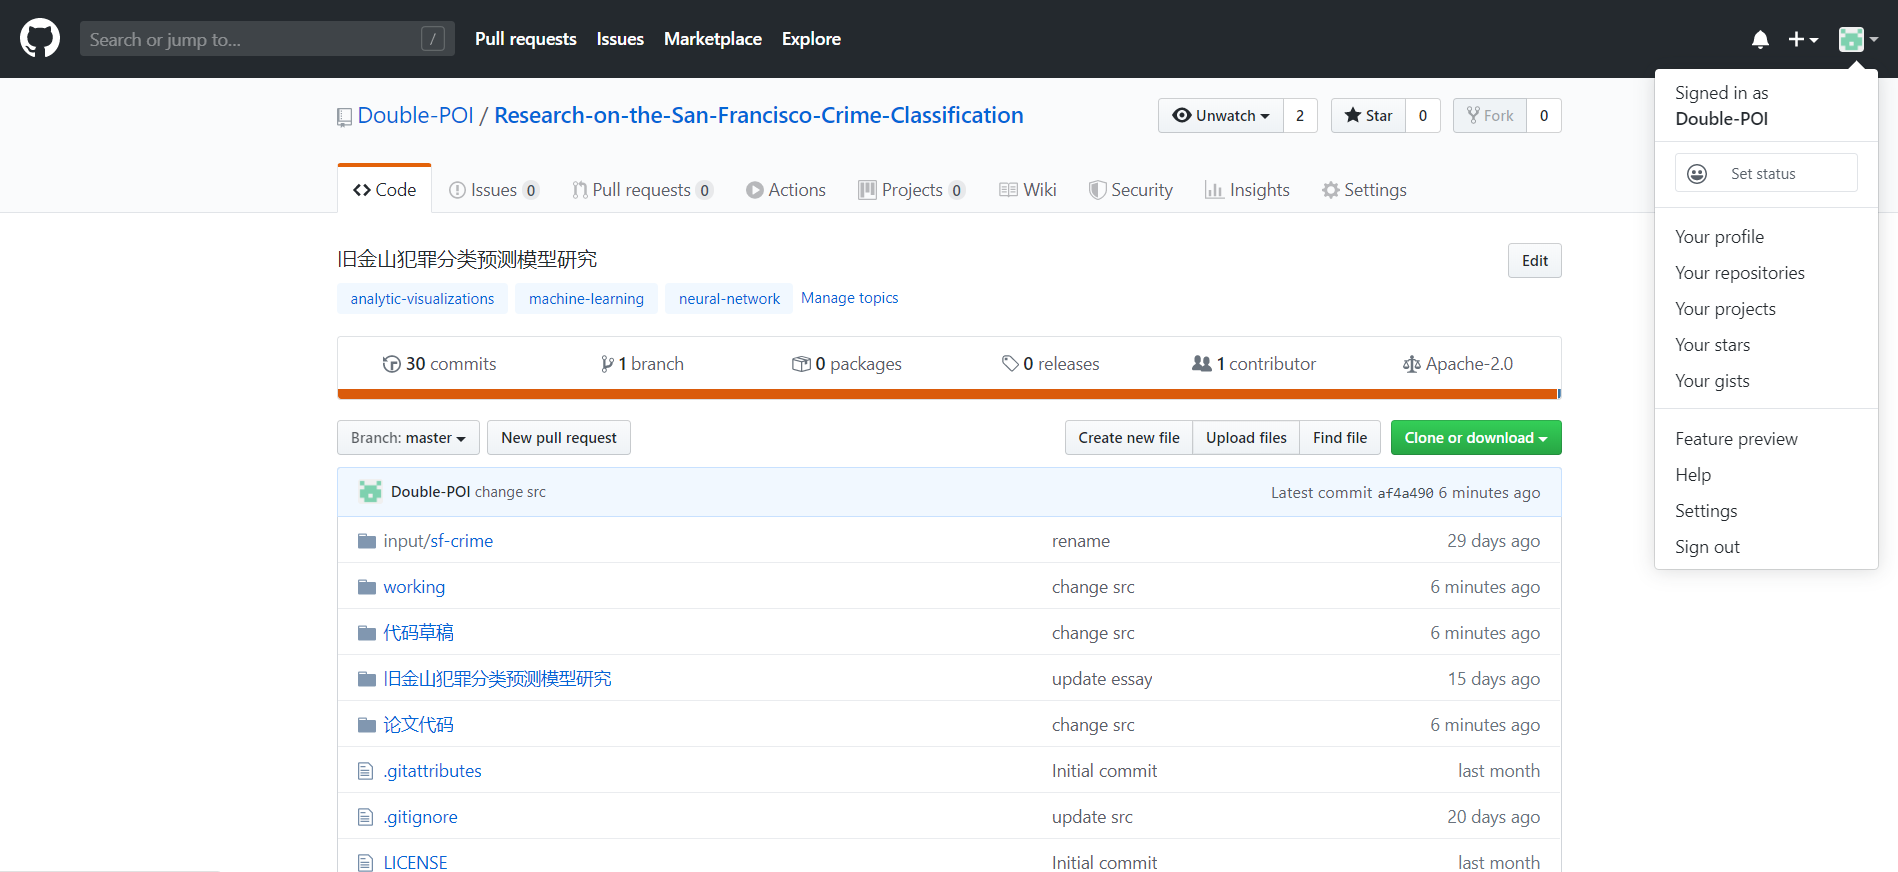 Search or jump to... / Pull requests Issues Marketplace Explore
Double-POI / Research-on-the-San-Francisco-Crime-Classification
Unwatch 2 Star 0 Fork 0
Code Issues 0 Pull requests 0 Actions Projects 0 Wiki Security Insights Settings
旧金山犯罪分类预测模型研究
Edit
analytic-visualizations machine-learning neural-network Manage topics
30 commits 1 branch 0 packages 0 releases 1 contributor Apache-2.0
Branch: master New pull request Create new file Upload files Find file Clone or download
Double-POI change src Latest commit af4a490 6 minutes ago
input/sf-crime rename 29 days ago
working change src 6 minutes ago
代码草稿 change src 6 minutes ago
旧金山犯罪分类预测模型研究 update essay 15 days ago
论文代码 change src 6 minutes ago
.gitattributes Initial commit last month
.gitignore update src 20 days ago
LICENSE Initial commit last month
Signed in as
Double-POI
Set status
Your profile
Your repositories
Your projects
Your stars
Your gists
Feature preview
Help
Settings
Sign out